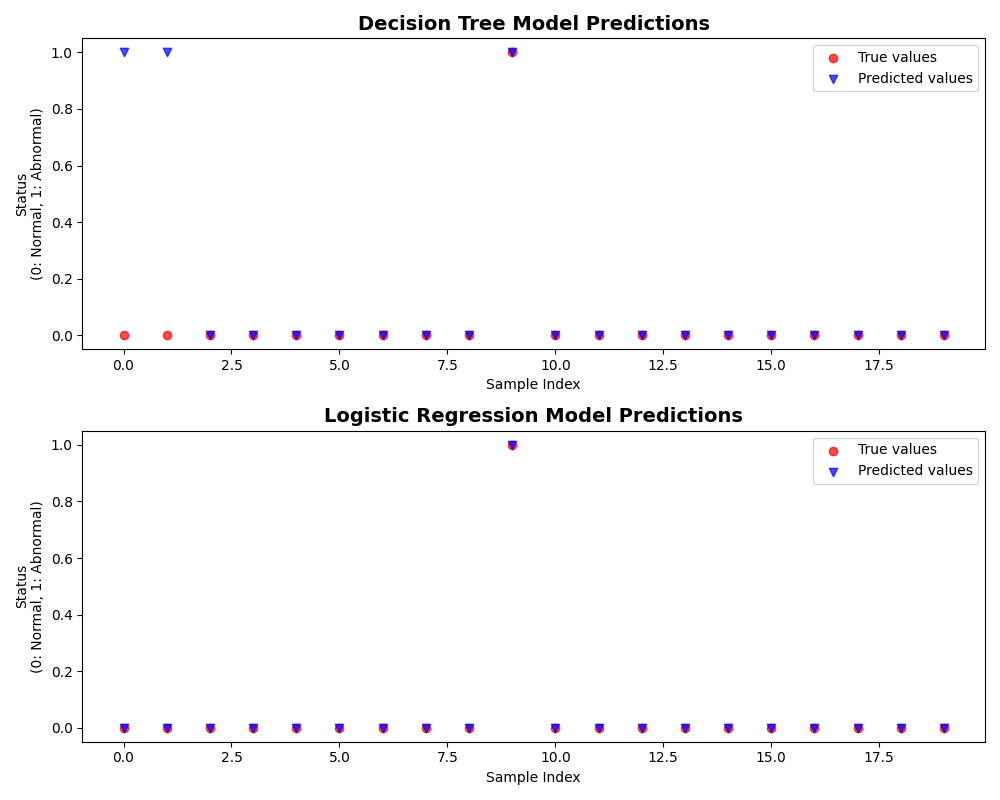 Decision Tree Model Predictions
1.0
0.8
0.6
0.4
0.2
0.0
Status
(0: Normal, 1: Abnormal)
True values
Predicted values
0.0 2.5 5.0 7.5 10.0 12.5 15.0 17.5
Sample Index
Logistic Regression Model Predictions
1.0
0.8
0.6
0.4
0.2
0.0
Status
(0: Normal, 1: Abnormal)
True values
Predicted values
0.0 2.5 5.0 7.5 10.0 12.5 15.0 17.5
Sample Index